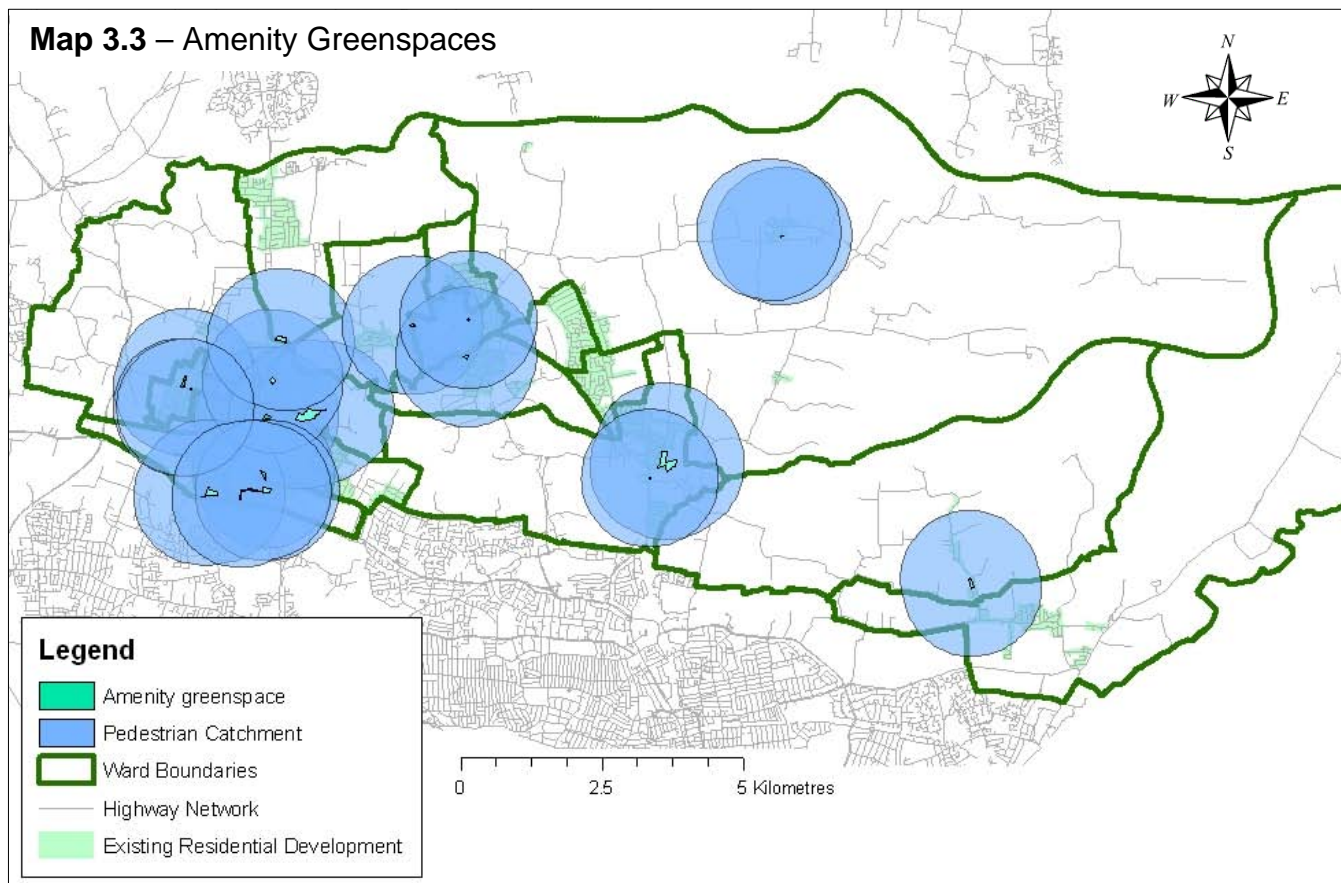 Map 3.3 – Amenity Greenspaces
N
W E
S
Legend
Amenity greenspace
Pedestrian Catchment
Ward Boundaries
Highway Network
Existing Residential Development
0 2.5 5 Kilometres